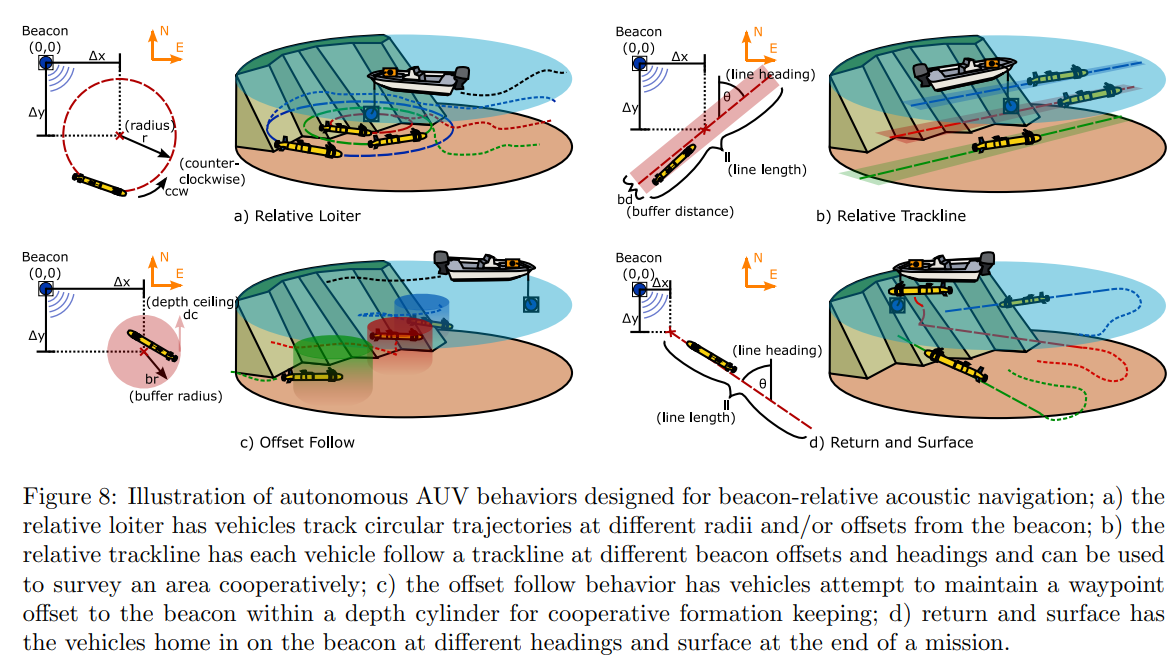 Beacon
(0,0)
Δx
N
E
Δy
(radius)
r
(counter-
clockwise)
ccw
a) Relative Loiter
Beacon
(0,0)
Δx
N
E
Δy
(line heading)
θ
ll
(line length)
bd
(buffer distance)
b) Relative Trackline
Beacon
(0,0)
Δx
N
E
(depth ceiling)
dc
Δy
br
(buffer radius)
c) Offset Follow
Beacon
(0,0)
Δx
N
E
Δy
(line heading)
θ
ll
(line length)
d) Return and Surface
Figure 8: Illustration of autonomous AUV behaviors designed for beacon-relative acoustic navigation; a) the
relative loiter has vehicles track circular trajectories at different radii and/or offsets from the beacon; b) the
relative trackline has each vehicle follow a trackline at different beacon offsets and headings and can be used
to survey an area cooperatively; c) the offset follow behavior has vehicles attempt to maintain a waypoint
offset to the beacon within a depth cylinder for cooperative formation keeping; d) return and surface has
the vehicles home in on the beacon at different headings and surface at the end of a mission.